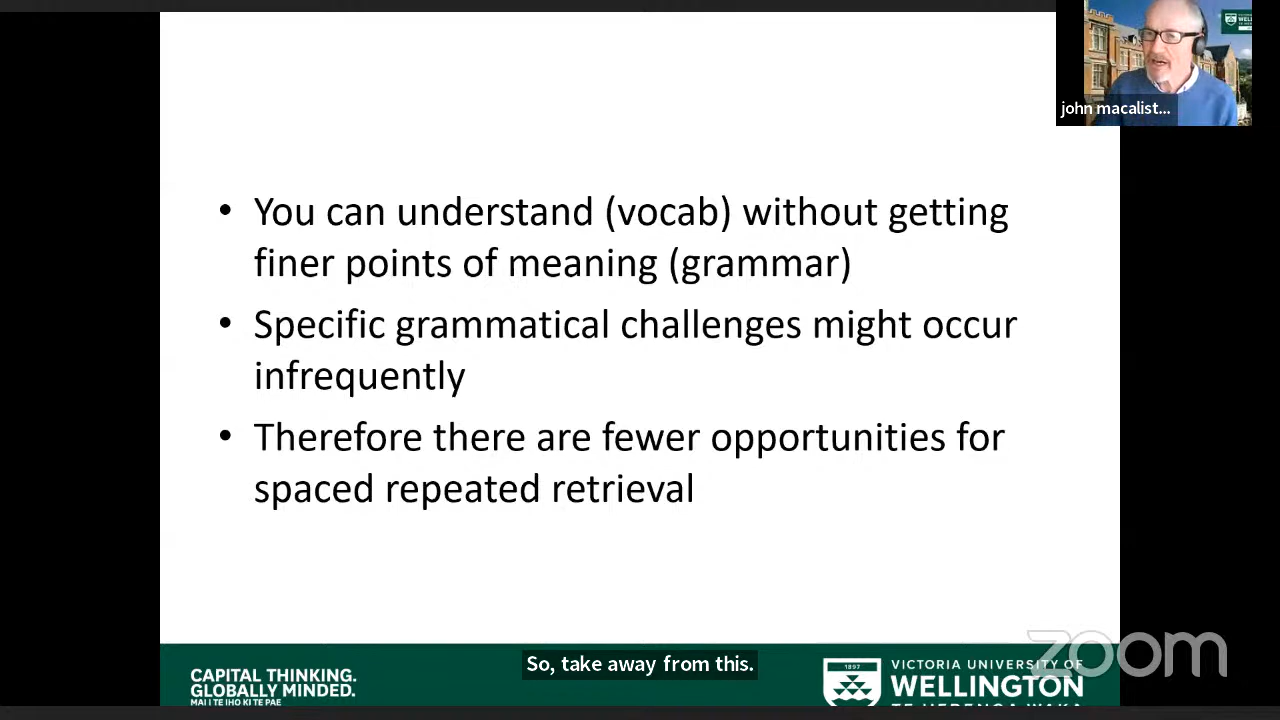 john macalist...
• You can understand (vocab) without getting
finer points of meaning (grammar)
• Specific grammatical challenges might occur
infrequently
• Therefore there are fewer opportunities for
spaced repeated retrieval
So, take away from this.
CAPITAL THINKING.
GLOBALLY MINDED.
MAI I TE IHO KI TE PAE
1897
VICTORIA UNIVERSITY OF
WELLINGTON
TE HERENGA WAKA
zoom